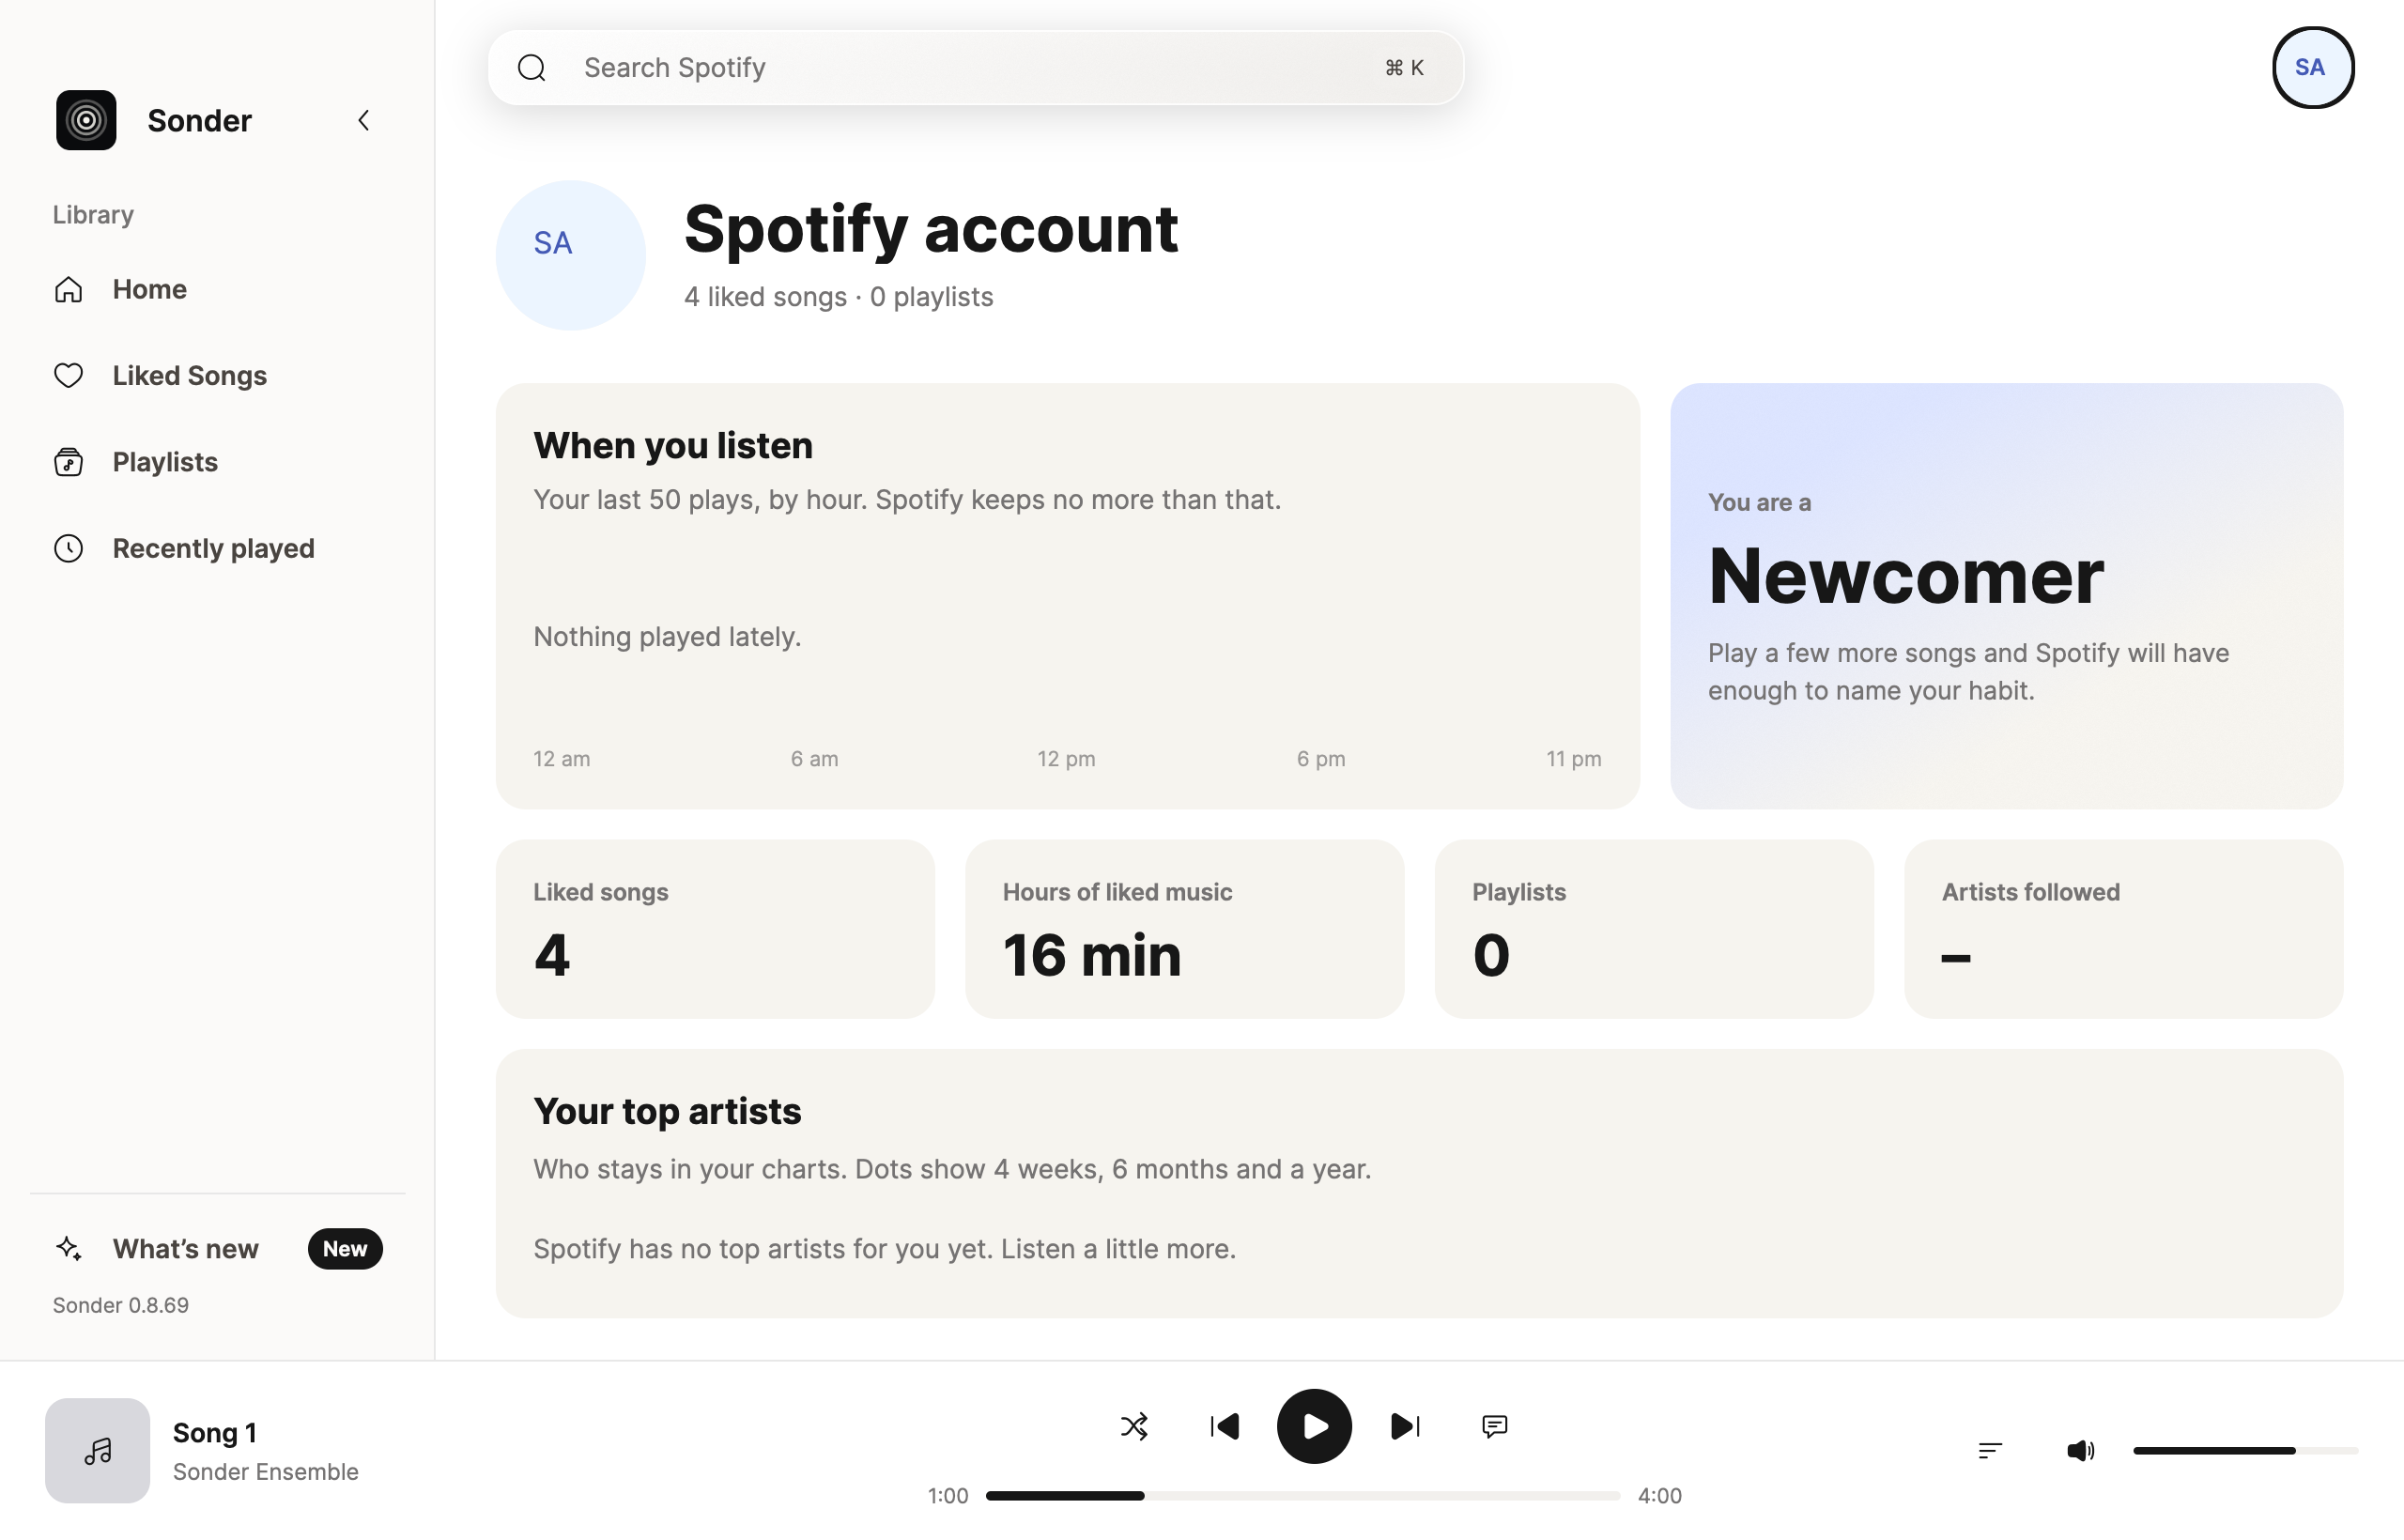 Search Spotify
⌘ K
SA
Sonder
Library
Home
Liked Songs
Playlists
Recently played
What’s new
New
Sonder 0.8.69
SA
Spotify account
4 liked songs · 0 playlists
When you listen
Your last 50 plays, by hour. Spotify keeps no more than that.
Nothing played lately.
12 am 6 am 12 pm 6 pm 11 pm
You are a
Newcomer
Play a few more songs and Spotify will have
enough to name your habit.
Liked songs
4
Hours of liked music
16 min
Playlists
0
Artists followed
–
Your top artists
Who stays in your charts. Dots show 4 weeks, 6 months and a year.
Spotify has no top artists for you yet. Listen a little more.
Song 1
Sonder Ensemble
1:00
4:00